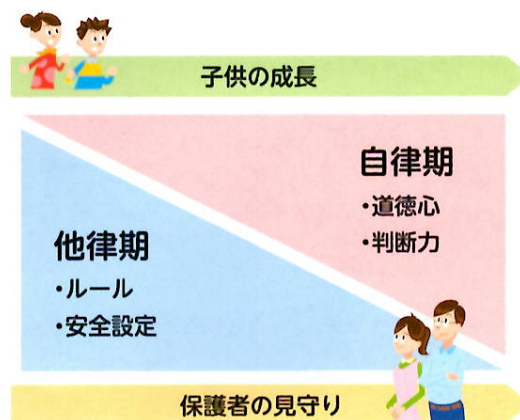 子供の成長
自律期
・道徳心
・判断力
他律期
・ルール
・安全設定
保護者の見守り